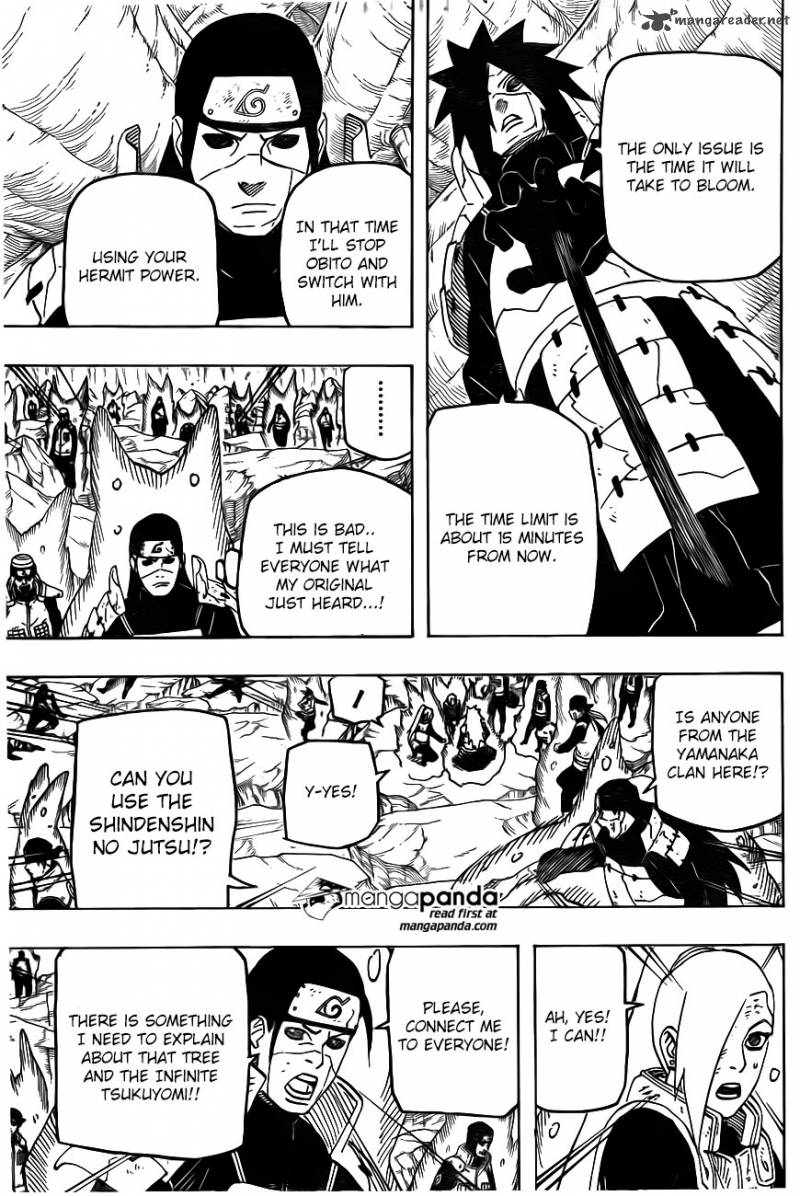 mangareader.net
THE ONLY ISSUE IS
THE TIME IT WILL
TAKE TO BLOOM.
THE TIME LIMIT IS
ABOUT 15 MINUTES
FROM NOW.
IN THAT TIME
I'LL STOP
OBITO AND
SWITCH WITH
HIM.
USING YOUR
HERMIT POWER.
.........
THIS IS BAD..
I MUST TELL
EVERYONE WHAT
MY ORIGINAL
JUST HEARD...!
IS ANYONE
FROM THE
YAMANAKA
CLAN HERE!?
Y-YES!
CAN YOU
USE THE
SHINDENSHIN
NO JUTSU!?
mangapanda
read first at
mangapanda.com
AH, YES!
I CAN!!
PLEASE,
CONNECT ME
TO EVERYONE!
THERE IS SOMETHING
I NEED TO EXPLAIN
ABOUT THAT TREE
AND THE INFINITE
TSUKUYOMI!!